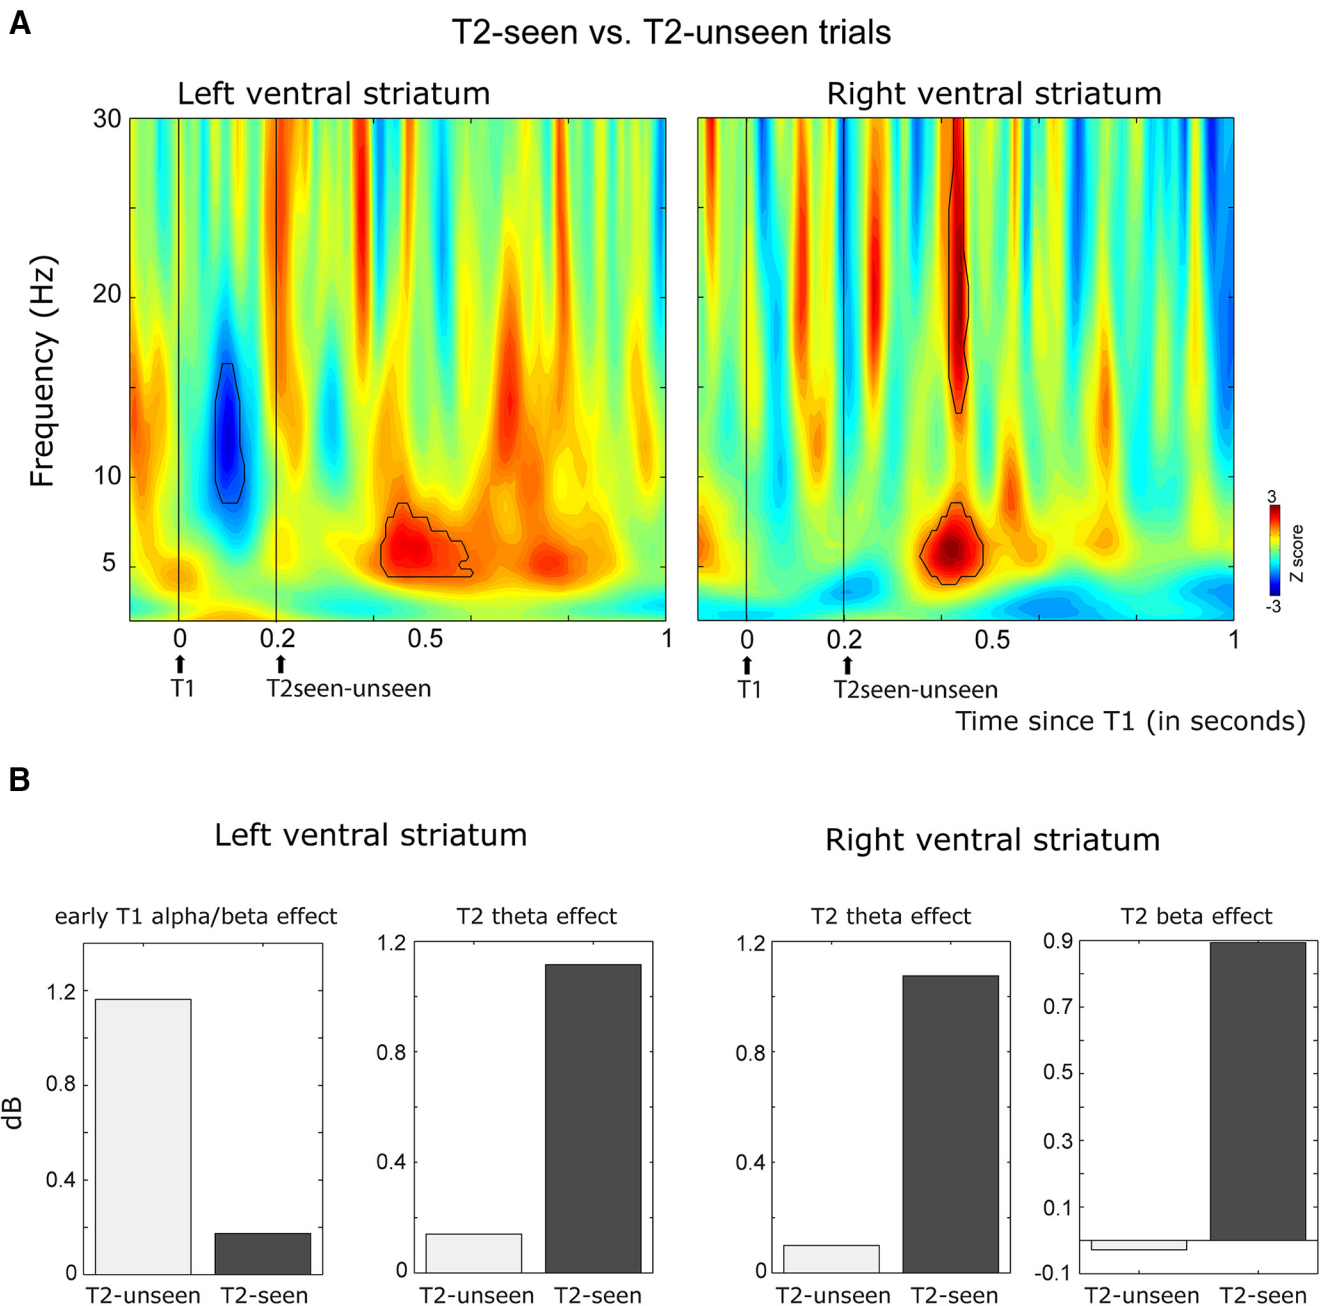 A
T2-seen vs. T2-unseen trials
Left ventral striatum
Right ventral striatum
30
20
10
5
Frequency (Hz)
0
0.2
0.5
1
T1
T2seen-unseen
0
0.2
0.5
1
T1
T2seen-unseen
3
Z score
-3
Time since T1 (in seconds)
B
Left ventral striatum
Right ventral striatum
early T1 alpha/beta effect
T2 theta effect
T2 theta effect
T2 beta effect
dB
1.2
0.8
0.4
0
T2-unseen
T2-seen
1.2
0.8
0.4
0
T2-unseen
T2-seen
1.2
0.8
0.4
0
T2-unseen
T2-seen
0.9
0.7
0.5
0.3
0.1
-0.1
T2-unseen
T2-seen